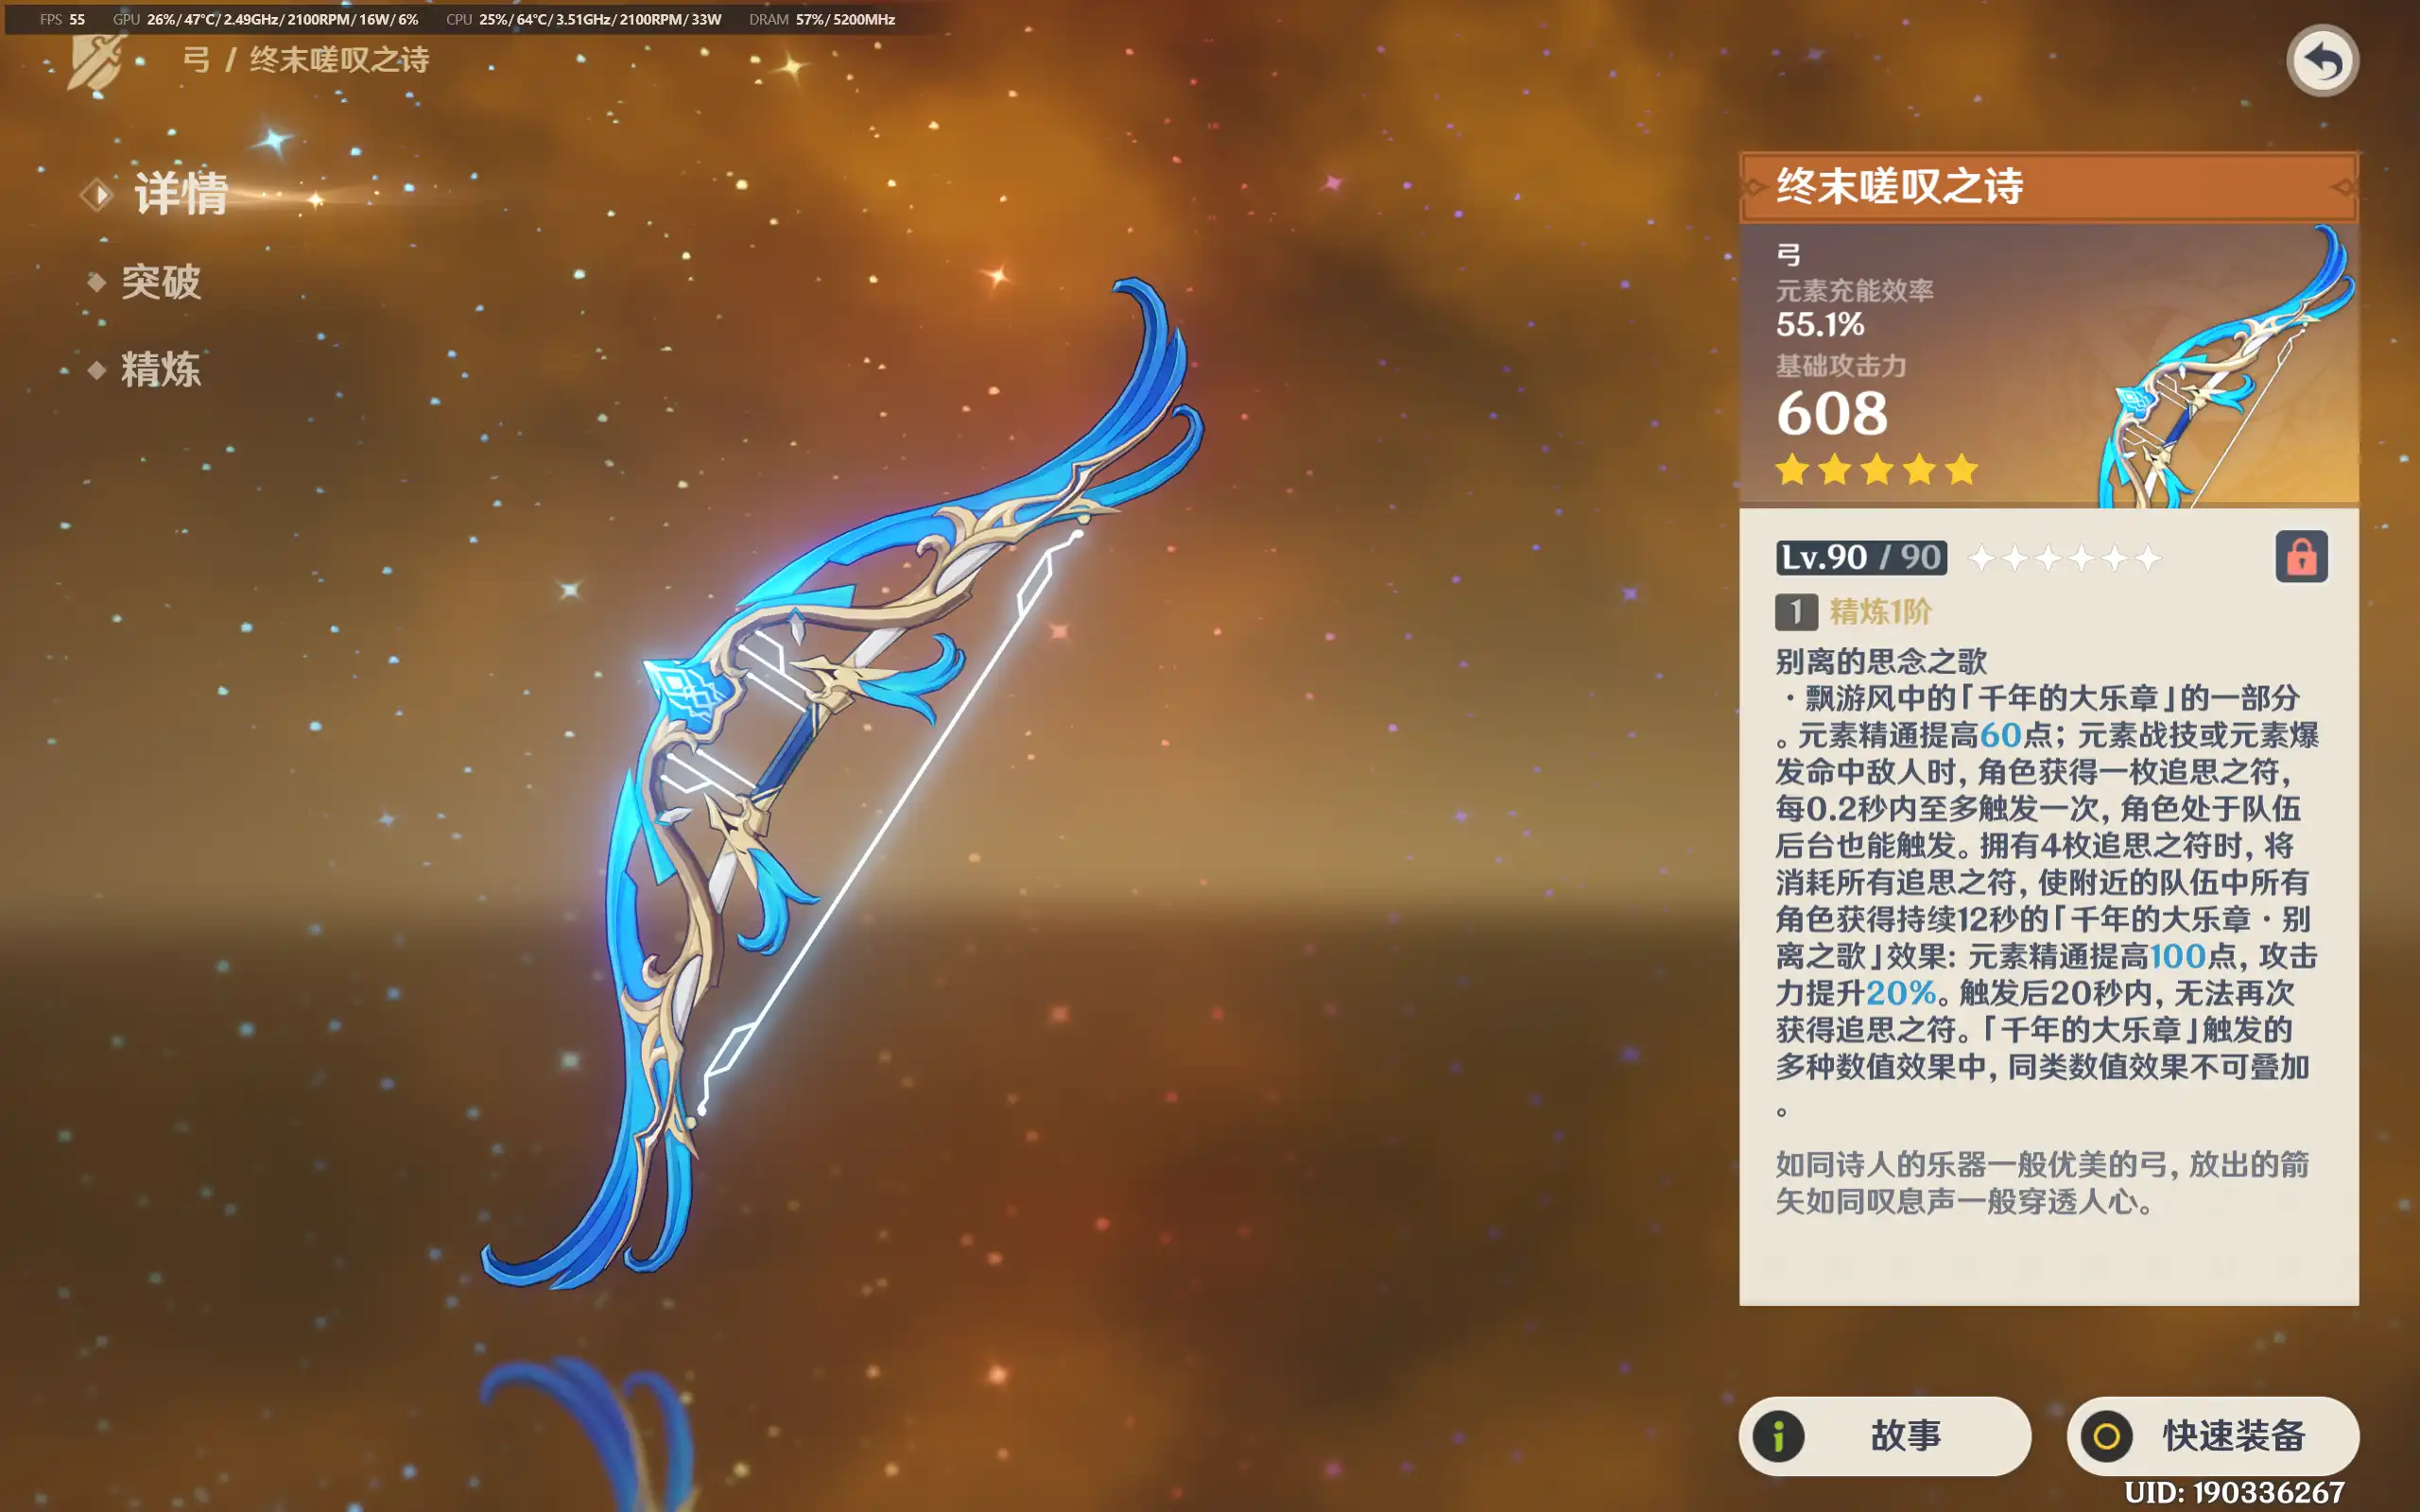 FPS 55 GPU 26%/47°C/2.49GHz/2100RPM/16W/6% CPU 25%/64°C/3.51GHz/2100RPM/33W DRAM 57%/5200MHz
弓 / 终末嗟叹之诗
详情
突破
精炼
终末嗟叹之诗
弓
元素充能效率
55.1%
基础攻击力
608
Lv.90 / 90
1 精炼1阶
别离的思念之歌
·飘游风中的「千年的大乐章」的一部分
。元素精通提高60点；元素战技或元素爆
发命中敌人时，角色获得一枚追思之符，
每0.2秒内至多触发一次，角色处于队伍
后台也能触发。拥有4枚追思之符时，将
消耗所有追思之符，使附近的队伍中所有
角色获得持续12秒的「千年的大乐章·别
离之歌」效果：元素精通提高100点，攻击
力提升20%。触发后20秒内，无法再次
获得追思之符。「千年的大乐章」触发的
多种数值效果中，同类数值效果不可叠加
。
如同诗人的乐器一般优美的弓，放出的箭
矢如同叹息声一般穿透人心。
故事
快速装备
UID: 190336267